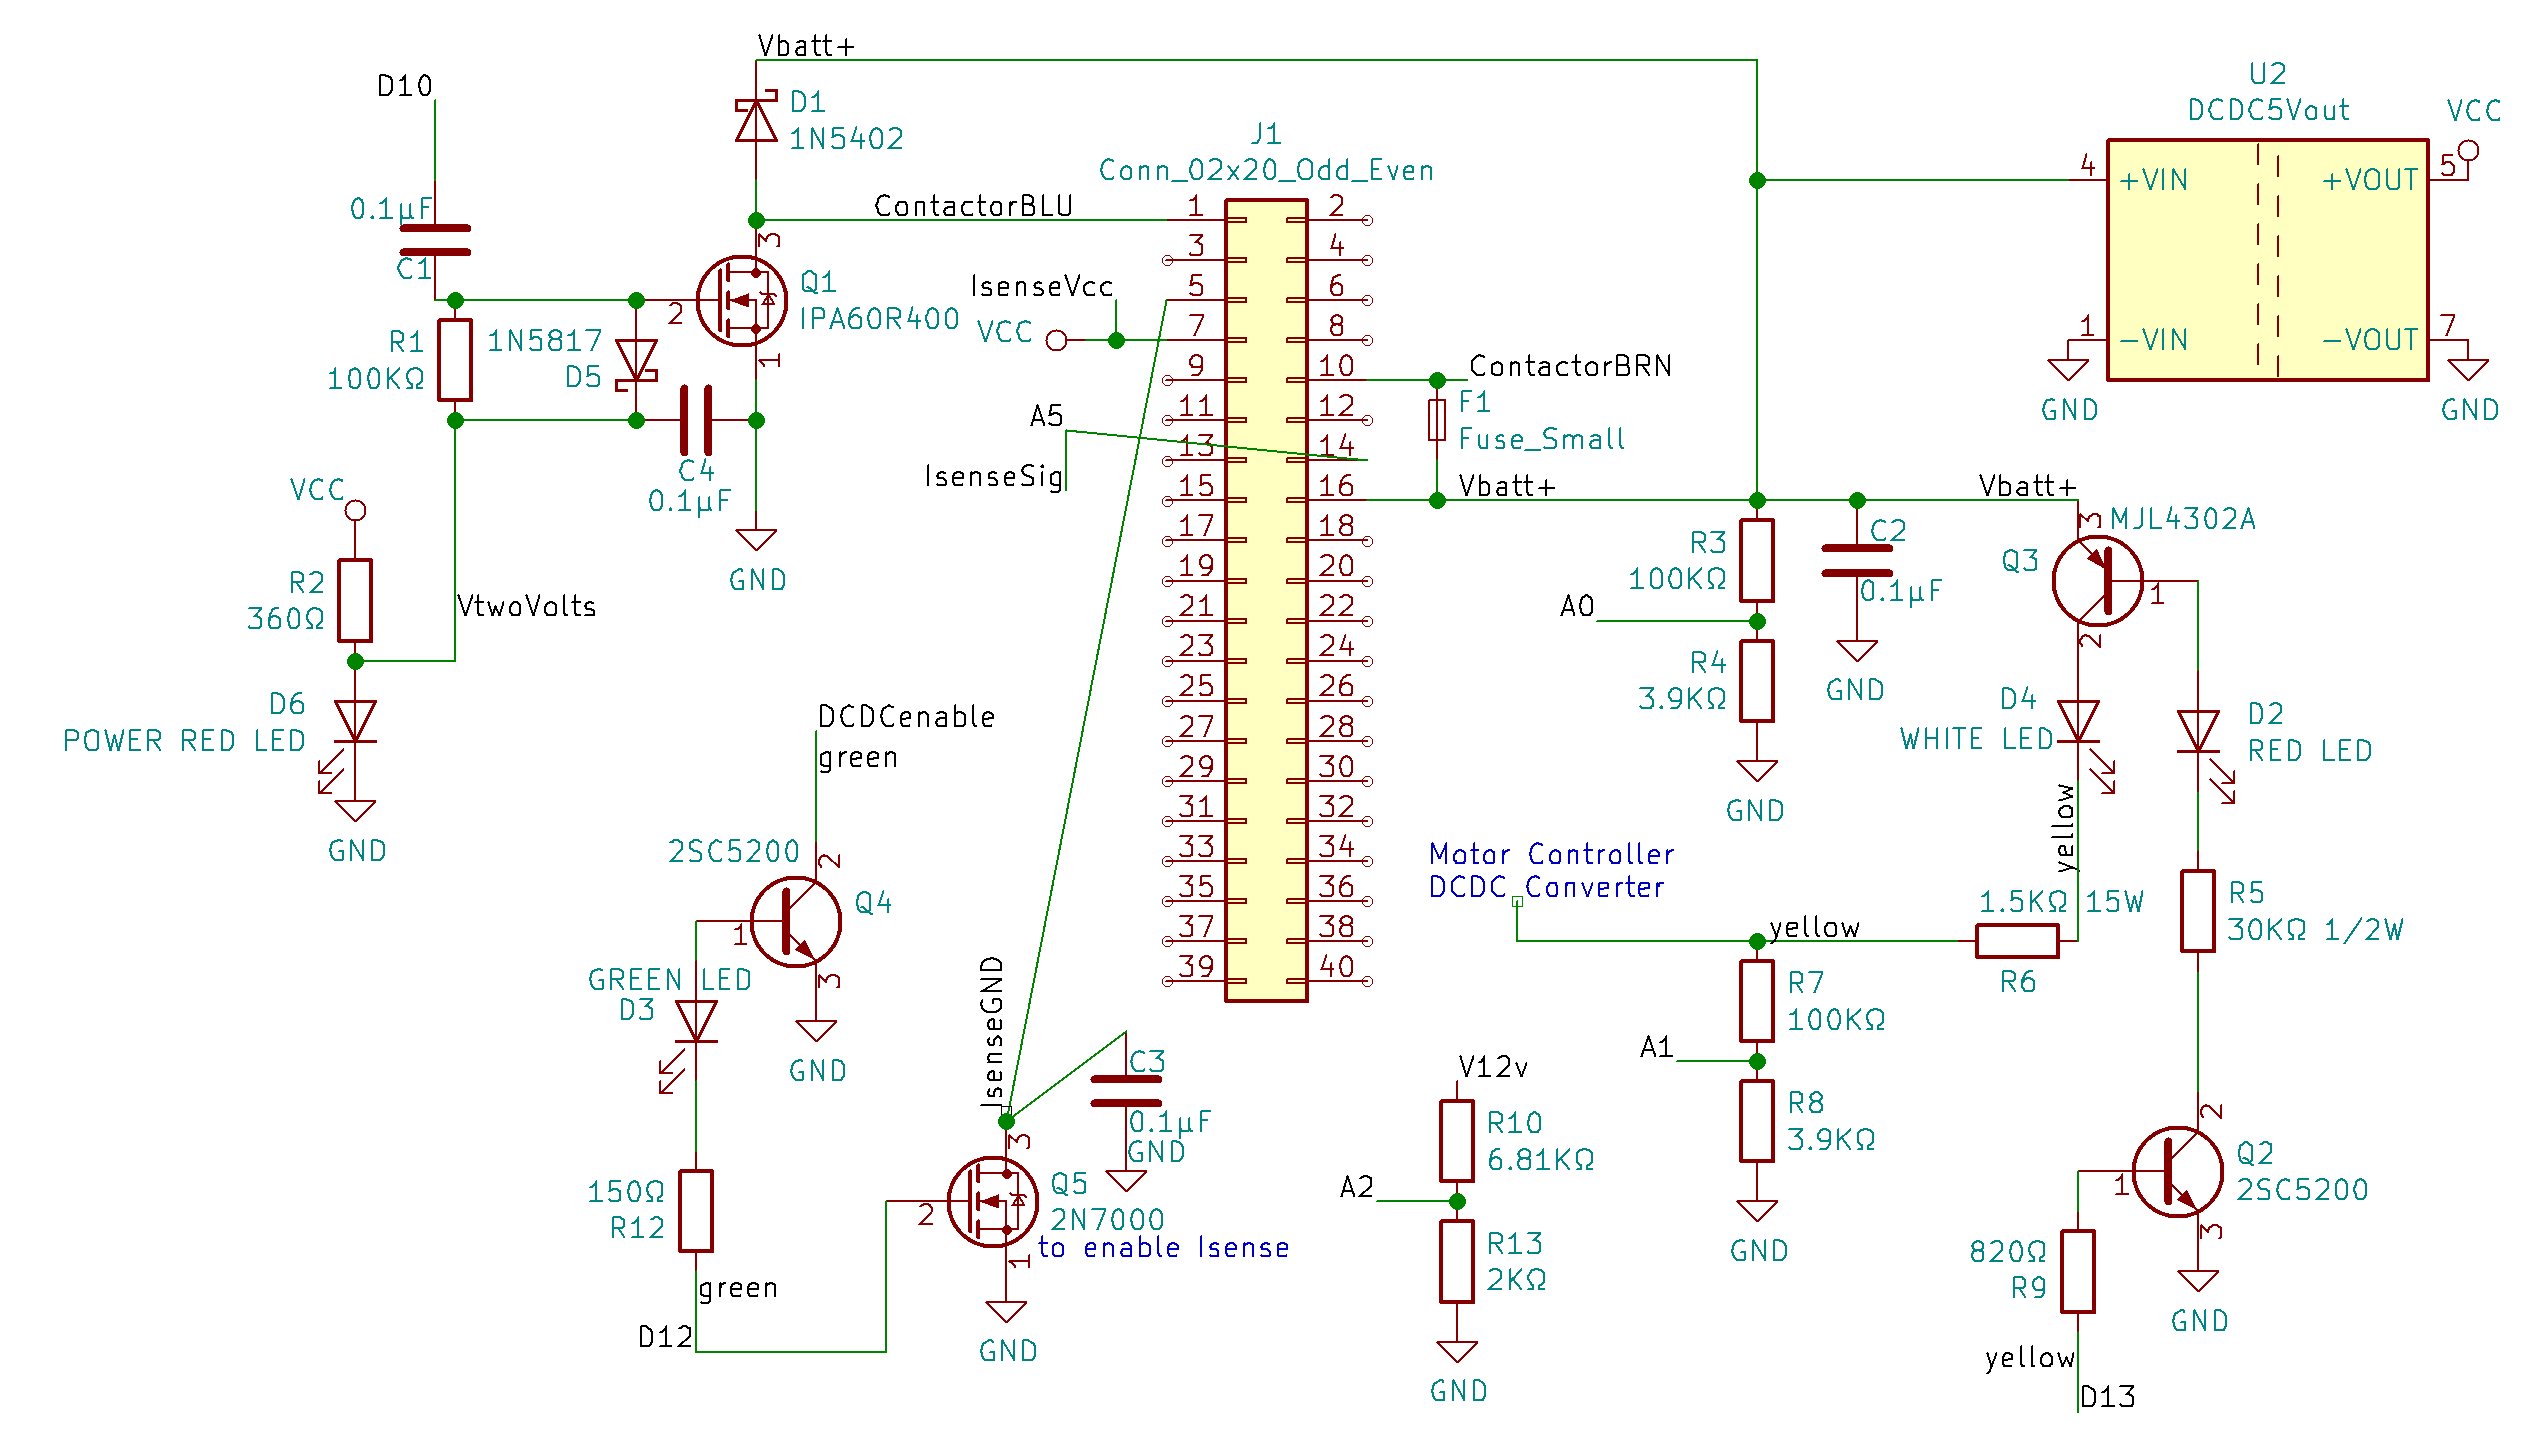 Vbatt+
D10
D1
1N5402
U2
DCDC5Vout
VCC
4
+VIN
+VOUT
5
1
-VIN
-VOUT
7
GND
GND
J1
Conn_02x20_Odd_Even
ContactorBLU
1
2
3
4
5
6
7
8
9
10
11
12
13
14
15
16
17
18
19
20
21
22
23
24
25
26
27
28
29
30
31
32
33
34
35
36
37
38
39
40
0.1µF
C1
3
Q1
IPA60R400
2
1
IsenseVcc
VCC
R1
100KΩ
1N5817
D5
A5
IsenseSig
C4
0.1µF
GND
ContactorBRN
F1
Fuse_Small
Vbatt+
Vbatt+
VCC
R2
360Ω
VtwoVolts
D6
POWER RED LED
GND
R3
100KΩ
C2
0.1µF
GND
A0
R4
3.9KΩ
GND
3
MJL4302A
Q3
1
2
D4
WHITE LED
D2
RED LED
yellow
DCDCenable
green
2SC5200
2
Q4
1
3
GND
GREEN LED
D3
150Ω
R12
green
D12
IsenseGND
C3
0.1µF
GND
3
Q5
2N7000
to enable Isense
2
1
GND
Motor Controller
DCDC Converter
yellow
1.5KΩ 15W
R6
R5
30KΩ 1/2W
R7
100KΩ
A1
R8
3.9KΩ
GND
V12v
R10
6.81KΩ
A2
R13
2KΩ
GND
2
Q2
2SC5200
1
3
GND
820Ω
R9
yellow
D13